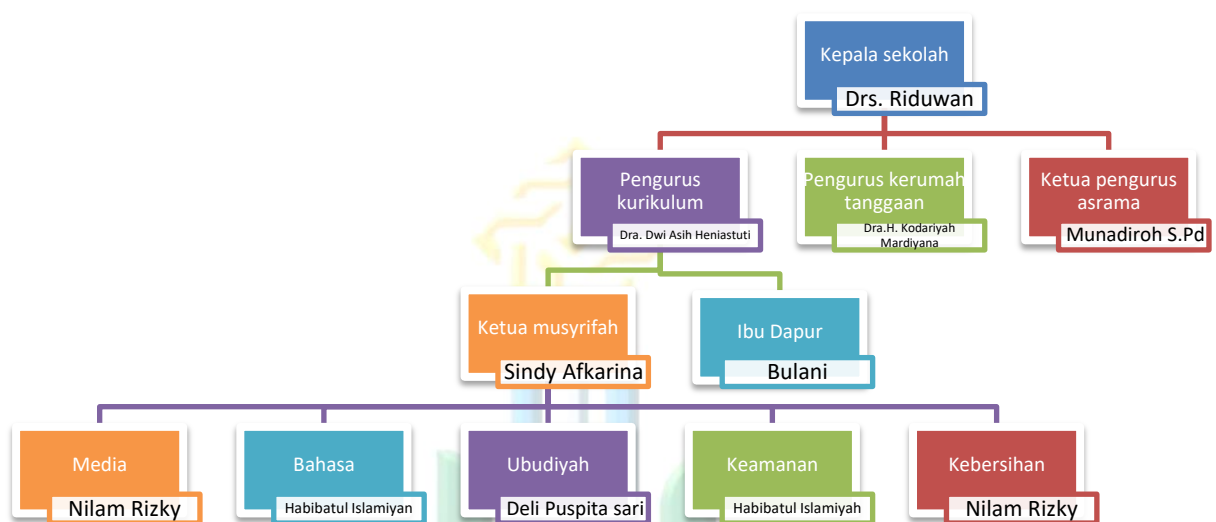 Kepala sekolah
Drs. Riduwan
Pengurus
kurikulum
Dra. Dwi Asih Heniastuti
Pengurus kerumah
tanggaan
Dra.H. Kodariyah
Mardiyana
Ketua pengurus
asrama
Munadiroh S.Pd
Ketua musyrifah
Sindy Afkarina
Ibu Dapur
Bulani
Media
Nilam Rizky
Bahasa
Habibatul Islamiyan
Ubudiyah
Deli Puspita sari
Keamanan
Habibatul Islamiyah
Kebersihan
Nilam Rizky